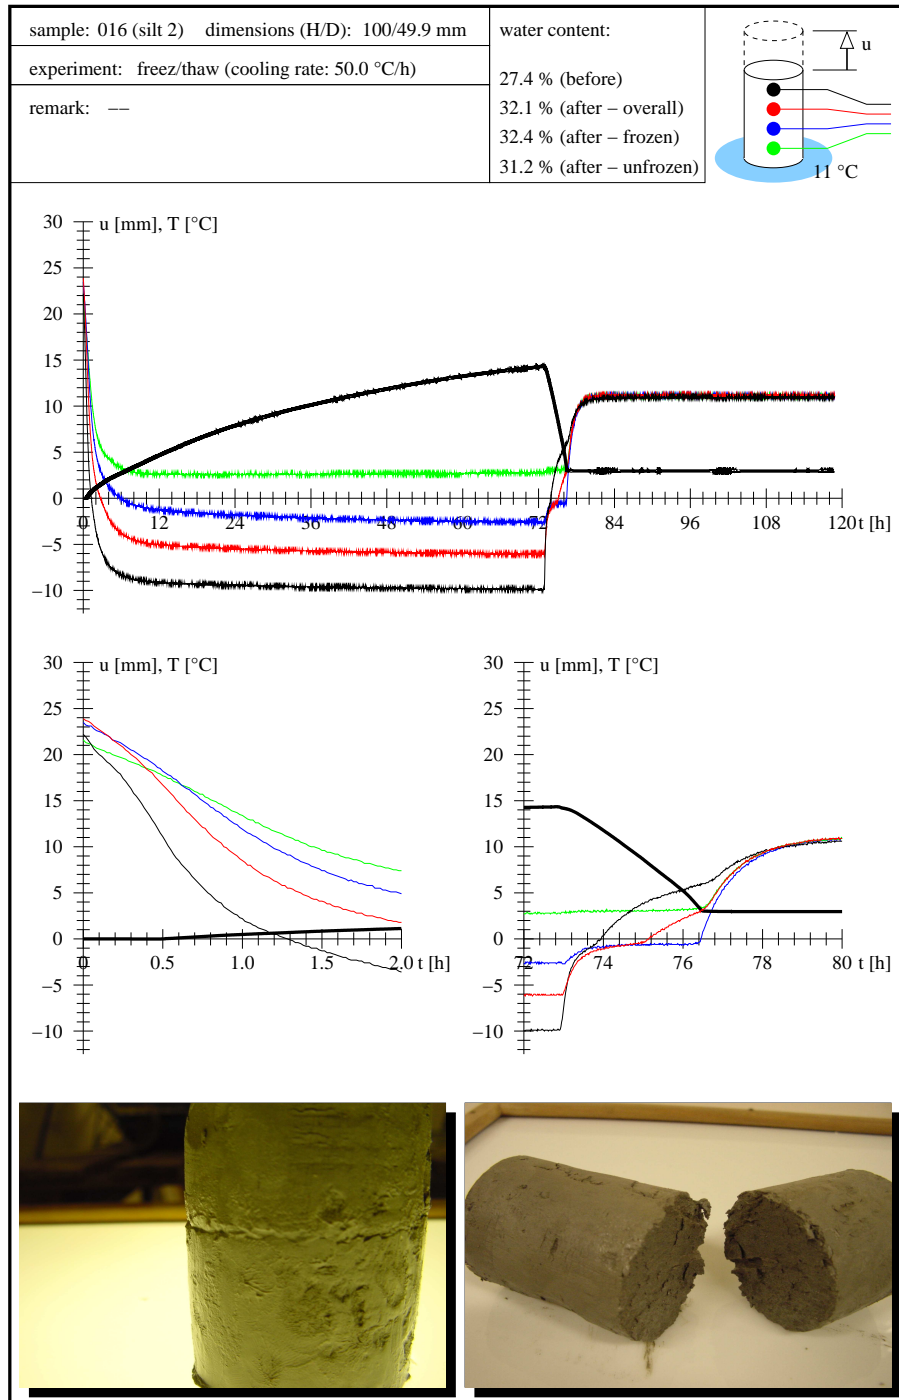 sample: 016 (silt 2) dimensions (H/D): 100/49.9 mm
experiment: freez/thaw (cooling rate: 50.0 °C/h)
remark: −−
water content:
27.4 % (before)
32.1 % (after − overall)
32.4 % (after − frozen)
31.2 % (after − unfrozen)
u
11 °C
u [mm], T [°C]
30
25
20
15
10
5
0
−5
−10
0 12 24 36 48 60 72 84 96 108 120 t [h]
u [mm], T [°C]
30
25
20
15
10
5
0
−5
−10
0 0.5 1.0 1.5 2.0 t [h]
u [mm], T [°C]
30
25
20
15
10
5
0
−5
−10
72 74 76 78 80 t [h]